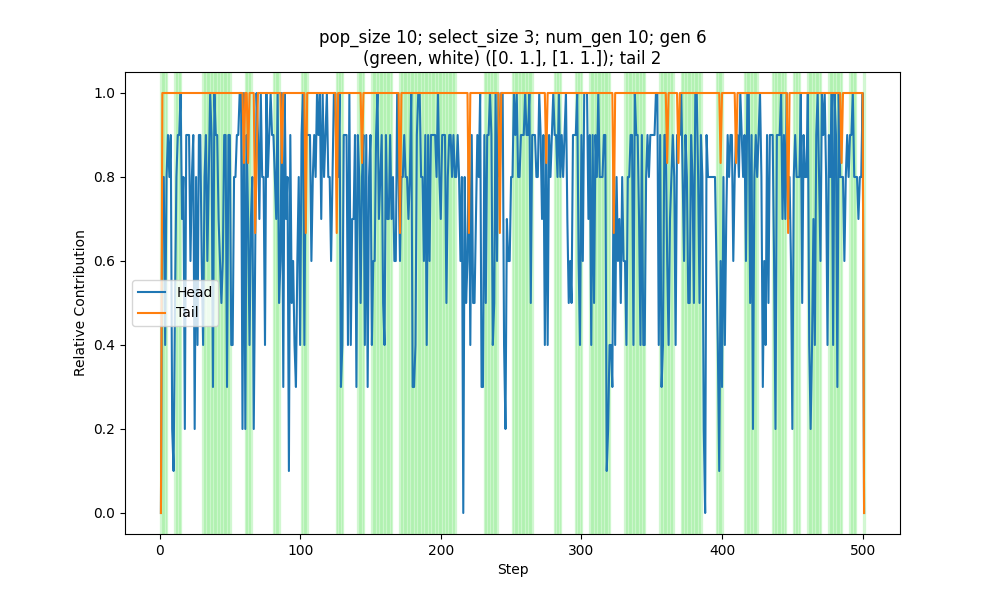 pop_size 10; select_size 3; num_gen 10; gen 6
(green, white) ([0. 1.], [1. 1.]); tail 2
1.0
0.8
0.6
0.4
0.2
0.0
Relative Contribution
Head
Tail
0
100
200
300
400
500
Step